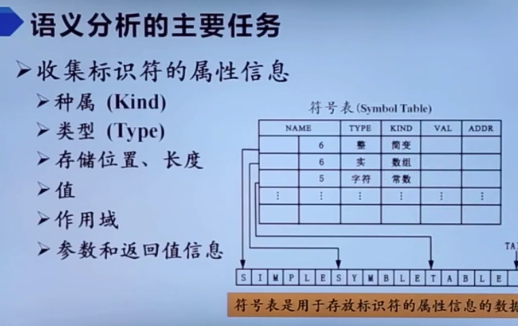 语义分析的主要任务
收集标识符的属性信息
种属 (Kind)
类型 (Type)
存储位置、长度
值
作用域
参数和返回值信息
符号表(Symbol Table)
NAME TYPE KIND VAL ADDR
6 整 简变
6 实 数组
5 字符 常数
⋮ ⋮ ⋮ ⋮ ⋮
TA
S I M P L E S Y M B L E T A B L E
符号表是用于存放标识符的属性信息的数据